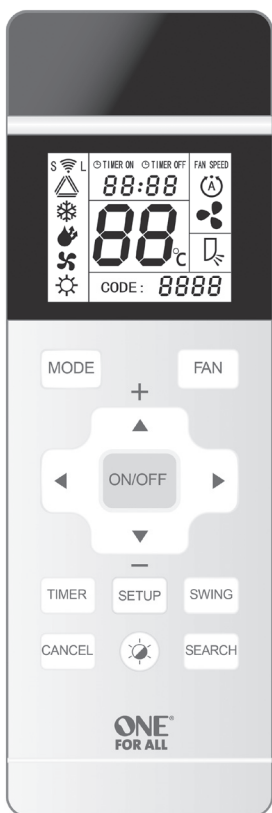 S L TIMER ON TIMER OFF FAN SPEED
88:88 A
88 °C
CODE: 8888
MODE FAN
+
ON/OFF
−
TIMER SETUP SWING
CANCEL SEARCH
ONE®
FOR ALL